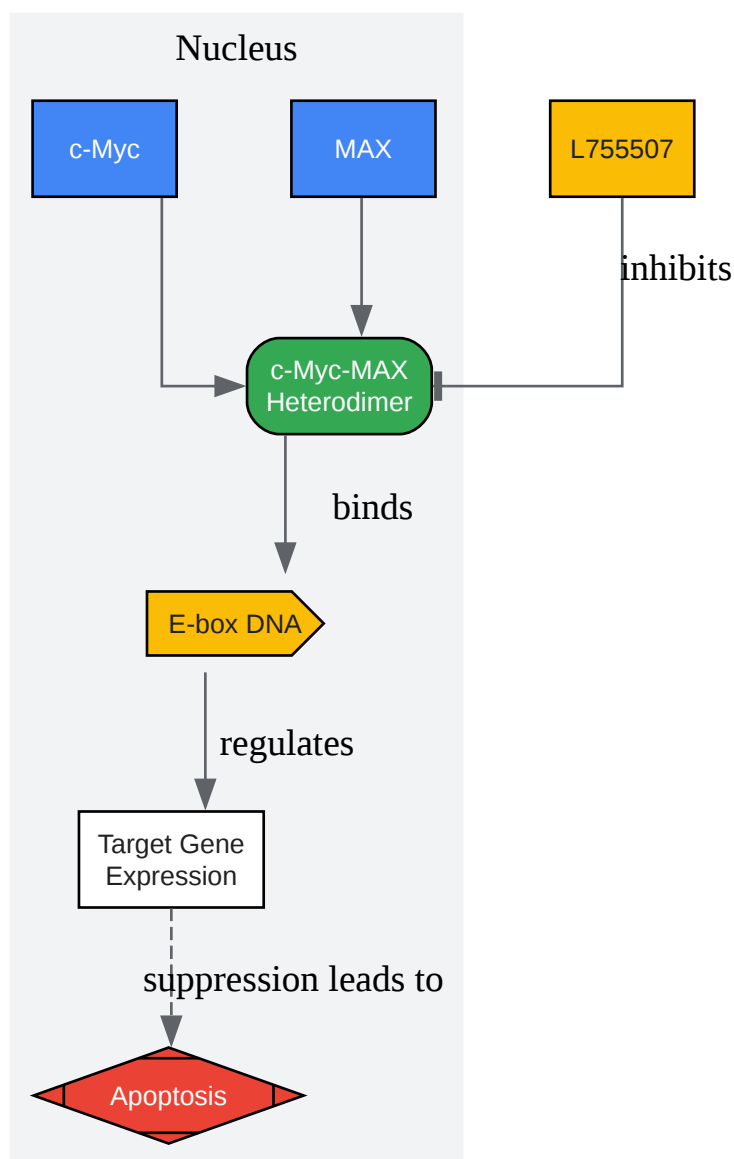 Nucleus
c-Myc
MAX
L755507
inhibits
c-Myc-MAX
Heterodimer
binds
E-box DNA
regulates
Target Gene
Expression
suppression leads to
Apoptosis